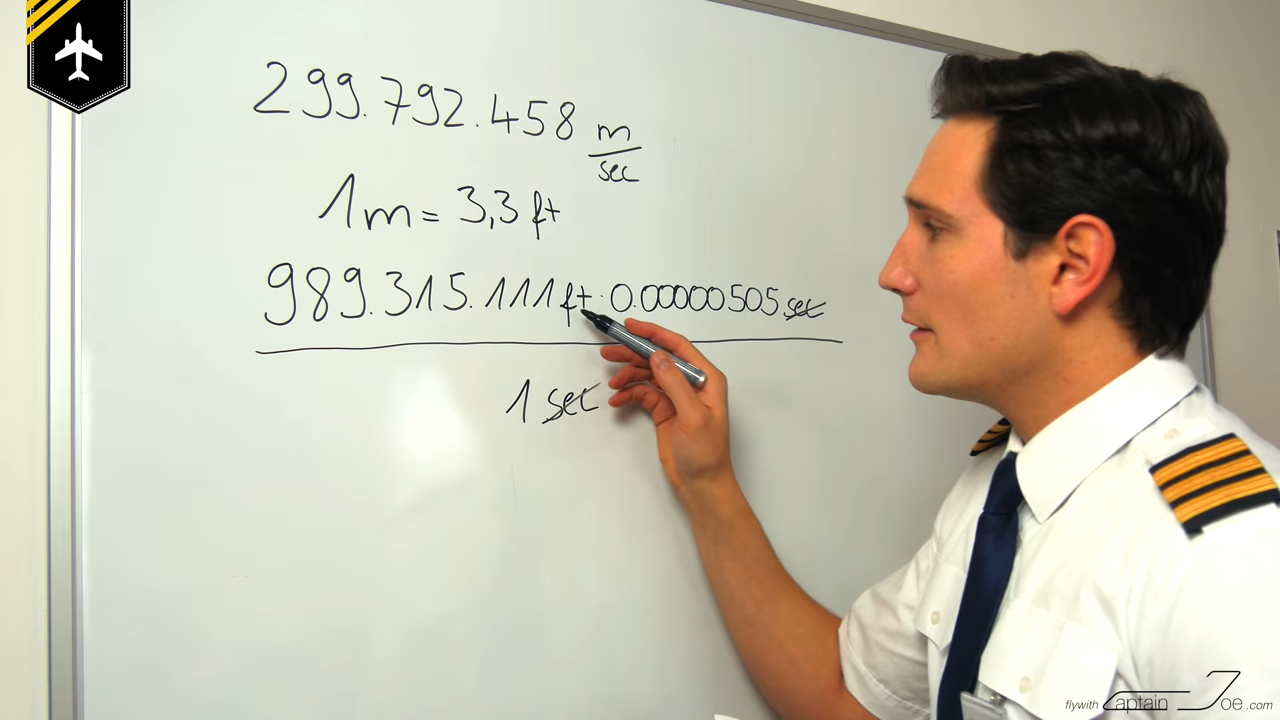 299.792.458 m/sec
1m = 3,3 ft
989.315.111 ft · 0.00000505 sec
1 sec
flywith Captain Joe .com